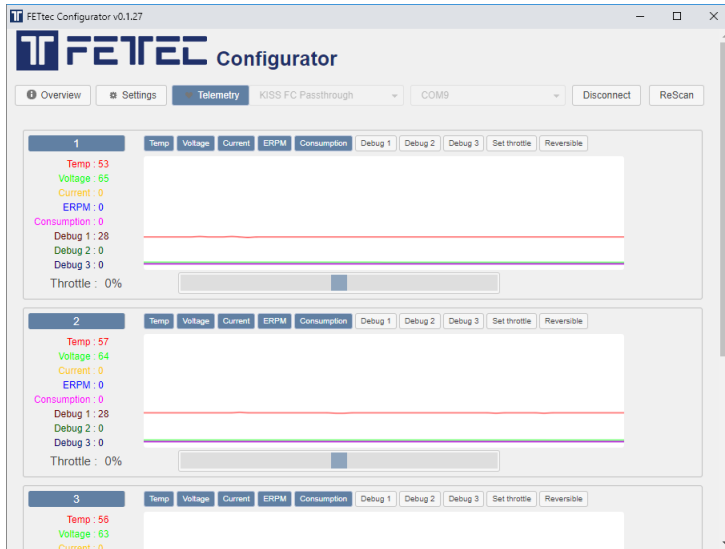 FETtec Configurator v0.1.27
FETTEC Configurator
Overview Settings Telemetry KISS FC Passthrough COM9 Disconnect ReScan
1 Temp Voltage Current ERPM Consumption Debug 1 Debug 2 Debug 3 Set throttle Reversible
Temp : 53
Voltage : 65
Current : 0
ERPM : 0
Consumption : 0
Debug 1 : 28
Debug 2 : 0
Debug 3 : 0
Throttle : 0%
2 Temp Voltage Current ERPM Consumption Debug 1 Debug 2 Debug 3 Set throttle Reversible
Temp : 57
Voltage : 64
Current : 0
ERPM : 0
Consumption : 0
Debug 1 : 28
Debug 2 : 0
Debug 3 : 0
Throttle : 0%
3 Temp Voltage Current ERPM Consumption Debug 1 Debug 2 Debug 3 Set throttle Reversible
Temp : 56
Voltage : 63
Current : 0